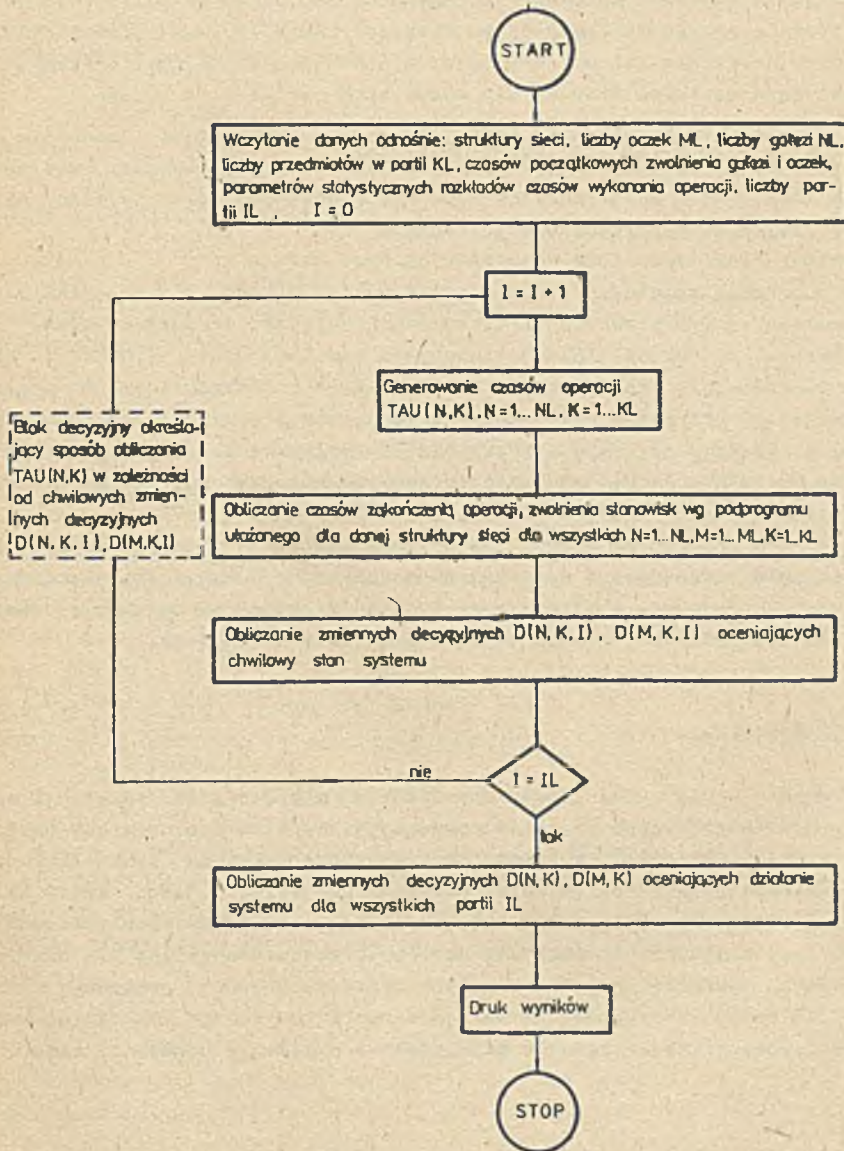 START
Wczytanie danych odnośnie: struktury sieci, liczby oczek ML, liczby gałęzi NL,
liczby przedmiotów w partii KL, czasów początkowych zwolnienia gałęzi i oczek,
parametrów statystycznych rozkładów czasów wykonania operacji, liczby par-
tii IL , I = 0
I = I + 1
Generowanie czasów operacji
TAU(N,K), N=1...NL, K=1...KL
Blok decyzyjny określa-
jący sposób obliczania
TAU(N,K) w zależności
od chwilowych zmien-
nych decyzyjnych
D(N,K,I), D(M,K,I)
Obliczanie czasów zakończenia operacji, zwolnienia stanowisk wg podprogramu
ułożonego dla danej struktury sieci dla wszystkich N=1...NL, M=1...ML, K=1..KL
Obliczanie zmiennych decyzyjnych D(N,K,I), D(M,K,I) oceniających
chwilowy stan systemu
nie
I = IL
tak
Obliczanie zmiennych decyzyjnych D(N,K), D(M,K) oceniających działanie
systemu dla wszystkich partii IL
Druk wyników
STOP